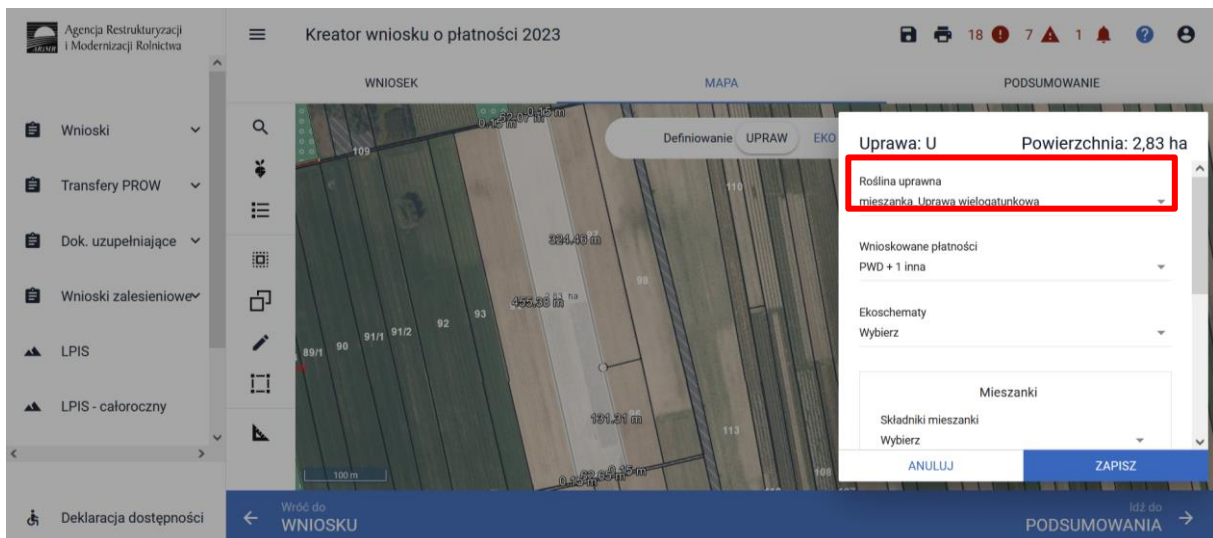 ARiMR
Agencja Restrukturyzacji
i Modernizacji Rolnictwa
Kreator wniosku o płatności 2023
18
7
1
WNIOSEK
MAPA
PODSUMOWANIE
Wnioski
Transfery PROW
Dok. uzupełniające
Wnioski zalesieniowe
LPIS
LPIS - całoroczny
Deklaracja dostępności
Definiowanie
UPRAW
EKO
109
110
324.46 m
98
455.38 m
93
92
91/2
91/1
90
89/1
131.31 m
96
113
108
100 m
Uprawa: U
Powierzchnia: 2,83 ha
Roślina uprawna
mieszanka_Uprawa wielogatunkowa
Wnioskowane płatności
PWD + 1 inna
Ekoschematy
Wybierz
Mieszanki
Składniki mieszanki
Wybierz
ANULUJ
ZAPISZ
Wróć do
WNIOSKU
Idź do
PODSUMOWANIA